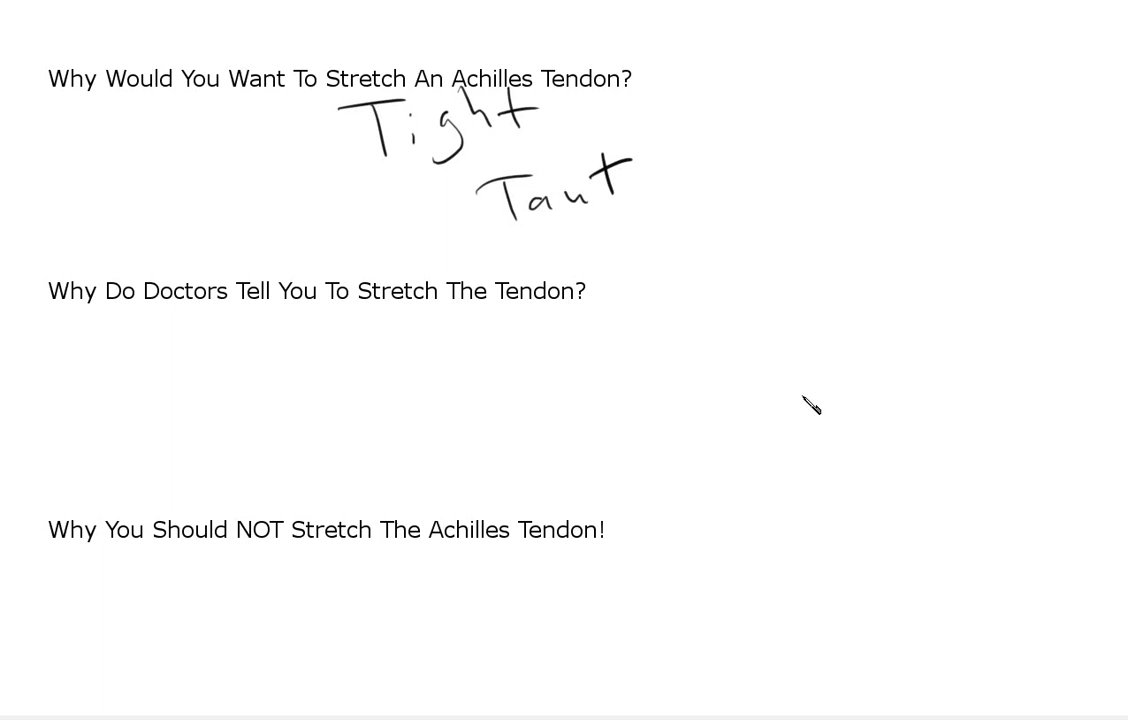 Why Would You Want To Stretch An Achilles Tendon?
Tight
Taut
Why Do Doctors Tell You To Stretch The Tendon?
Why You Should NOT Stretch The Achilles Tendon!